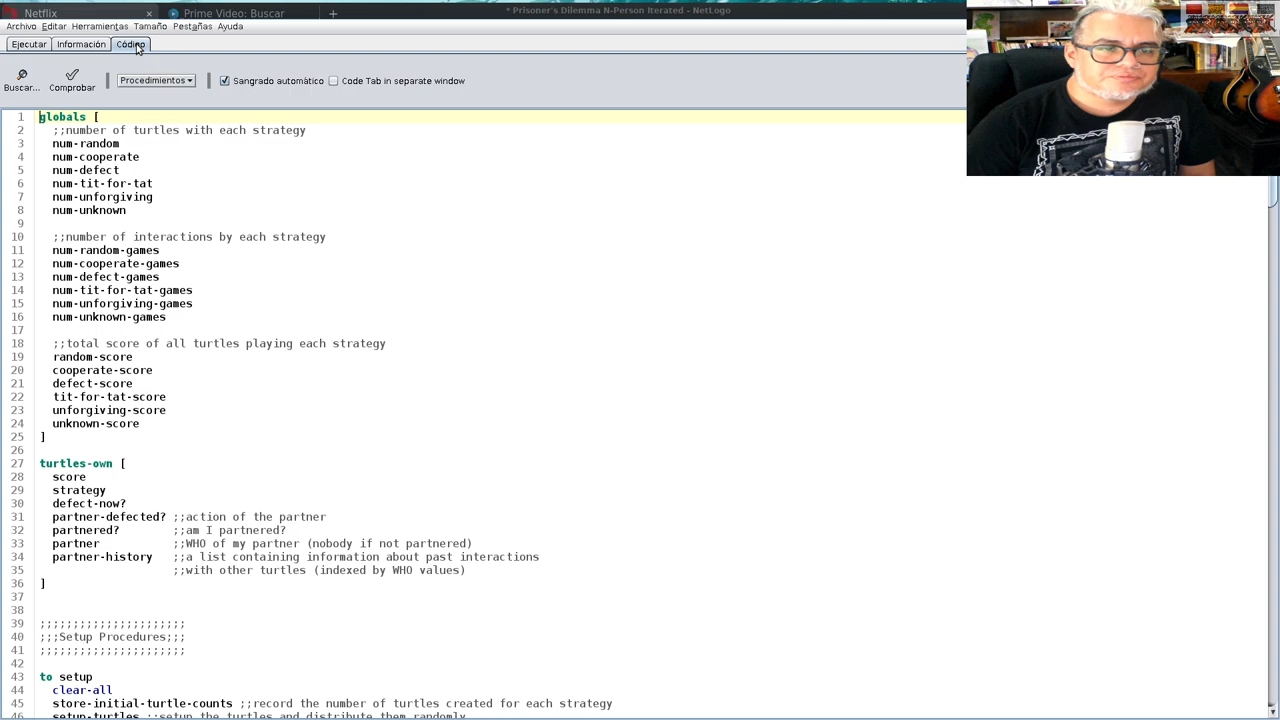 Netflix
Prime Video: Buscar
* Prisoner's Dilemma N-Person Iterated - NetLogo
Archivo Editar Herramientas Tamaño Pestañas Ayuda
Ejecutar Información Código
Buscar... Comprobar Procedimientos Sangrado automático Code Tab in separate window
1 globals [
2 ;;number of turtles with each strategy
3 num-random
4 num-cooperate
5 num-defect
6 num-tit-for-tat
7 num-unforgiving
8 num-unknown
9
10 ;;number of interactions by each strategy
11 num-random-games
12 num-cooperate-games
13 num-defect-games
14 num-tit-for-tat-games
15 num-unforgiving-games
16 num-unknown-games
17
18 ;;total score of all turtles playing each strategy
19 random-score
20 cooperate-score
21 defect-score
22 tit-for-tat-score
23 unforgiving-score
24 unknown-score
25 ]
26
27 turtles-own [
28 score
29 strategy
30 defect-now?
31 partner-defected? ;;action of the partner
32 partnered? ;;am I partnered?
33 partner ;;WHO of my partner (nobody if not partnered)
34 partner-history ;;a list containing information about past interactions
35 ;;with other turtles (indexed by WHO values)
36 ]
37
38
39 ;;;;;;;;;;;;;;;;;;;;;;
40 ;;;Setup Procedures;;;
41 ;;;;;;;;;;;;;;;;;;;;;;
42
43 to setup
44 clear-all
45 store-initial-turtle-counts ;;record the number of turtles created for each strategy
46 setup-turtles ;;setup the turtles and distribute them randomly